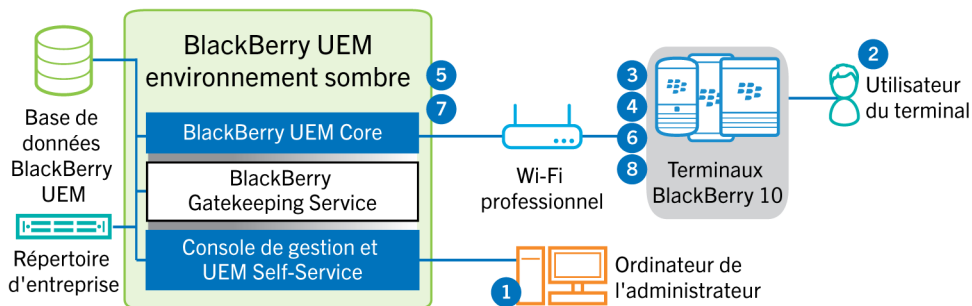 BlackBerry UEM
environnement sombre
5
7
BlackBerry UEM Core
BlackBerry
Gatekeeping Service
Console de gestion et
UEM Self-Service
Base de
données
BlackBerry
UEM
Répertoire
d'entreprise
Wi-Fi
professionnel
3
4
6
8
Terminaux
BlackBerry 10
2
Utilisateur
du terminal
1
Ordinateur de
l'administrateur